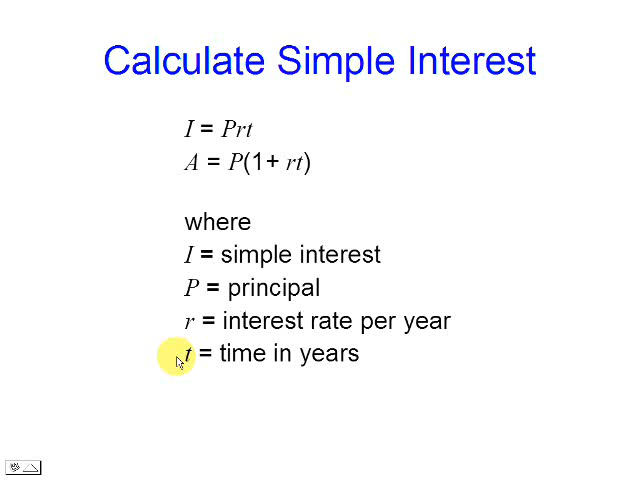 Calculate Simple Interest
I = Prt
A = P(1+ rt)
where
I = simple interest
P = principal
r = interest rate per year
t = time in years